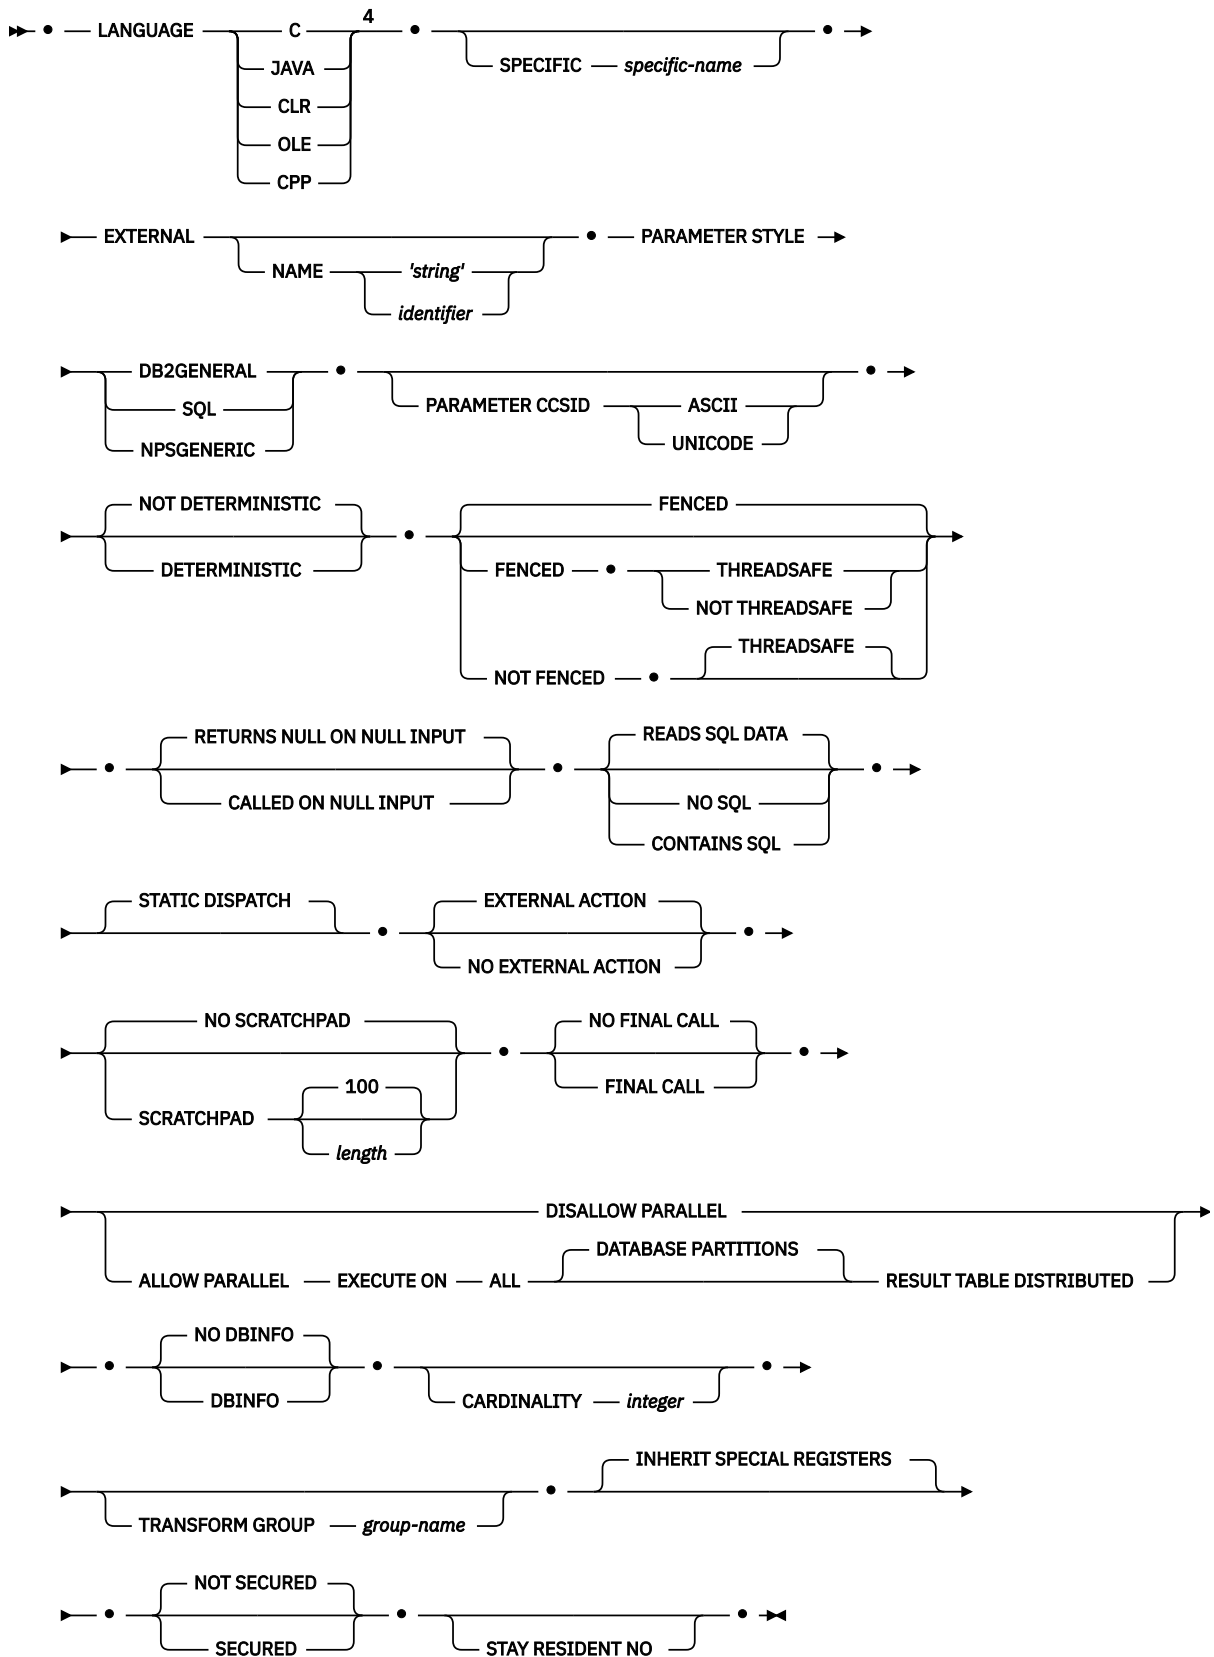 LANGUAGE C 4
JAVA SPECIFIC specific-name
CLR
OLE
CPP
EXTERNAL PARAMETER STYLE
NAME 'string'
identifier
DB2GENERAL
SQL PARAMETER CCSID ASCII
NPSGENERIC UNICODE
NOT DETERMINISTIC FENCED
DETERMINISTIC FENCED THREADSAFE
NOT THREADSAFE
THREADSAFE
NOT FENCED
RETURNS NULL ON NULL INPUT READS SQL DATA
CALLED ON NULL INPUT NO SQL
CONTAINS SQL
STATIC DISPATCH EXTERNAL ACTION
NO EXTERNAL ACTION
NO SCRATCHPAD NO FINAL CALL
100 FINAL CALL
SCRATCHPAD
length
DISALLOW PARALLEL
DATABASE PARTITIONS
ALLOW PARALLEL EXECUTE ON ALL RESULT TABLE DISTRIBUTED
NO DBINFO
DBINFO CARDINALITY integer
INHERIT SPECIAL REGISTERS
TRANSFORM GROUP group-name
NOT SECURED
SECURED STAY RESIDENT NO